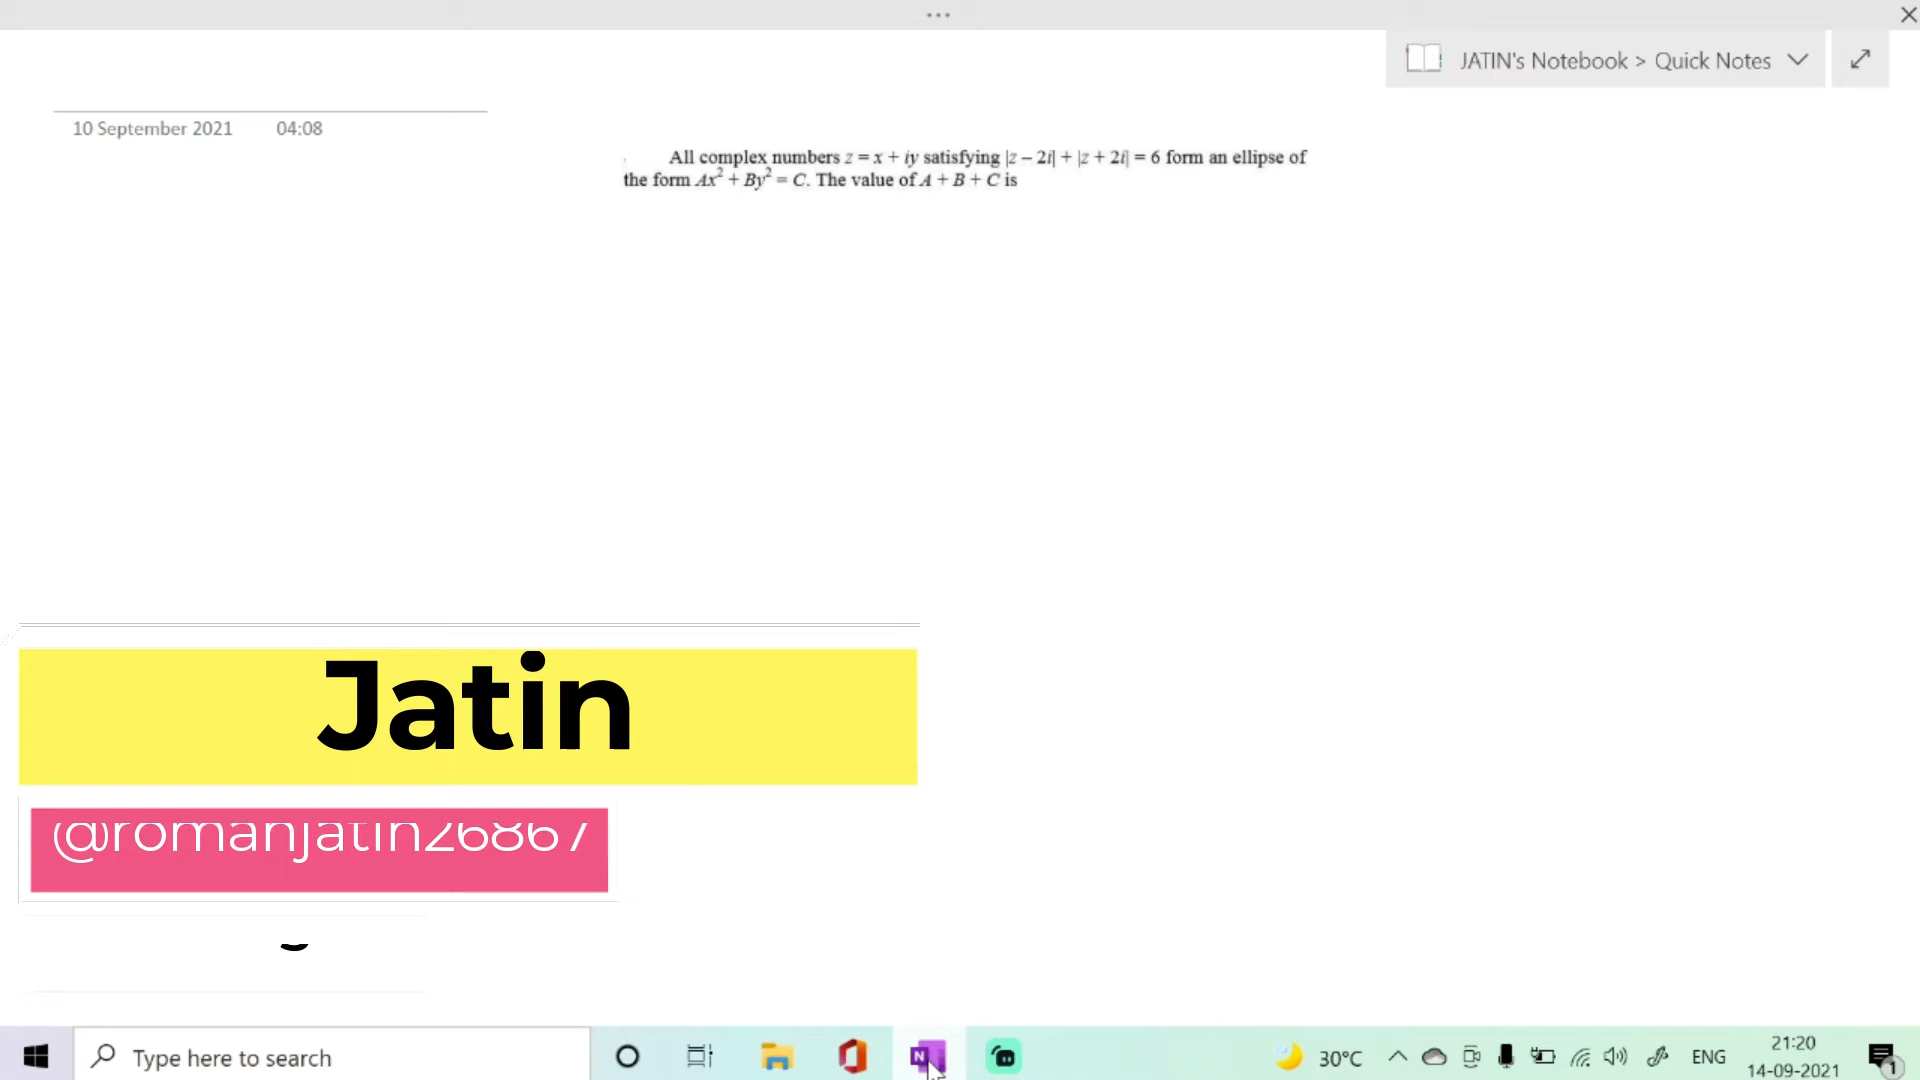 JATIN's Notebook > Quick Notes
10 September 2021 04:08
All complex numbers z = x + iy satisfying |z – 2i| + |z + 2i| = 6 form an ellipse of
the form Ax² + By² = C. The value of A + B + C is
Jatin
@romanjatin26867
Type here to search
30°C
ENG
21:20
14-09-2021
1